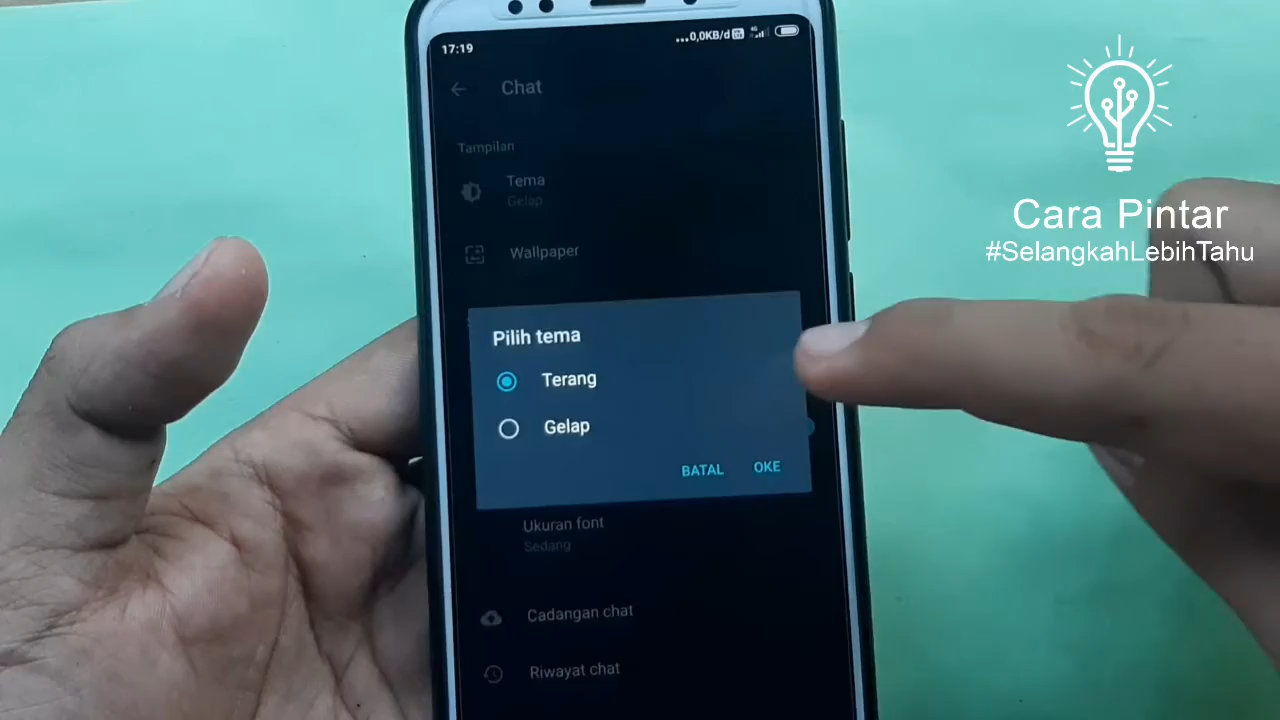 17:19
...0,0KB/d
4G
Chat
Tampilan
Tema
Gelap
Wallpaper
Pilih tema
Terang
Gelap
BATAL
OKE
Ukuran font
Sedang
Cadangan chat
Riwayat chat
Cara Pintar
#SelangkahLebihTahu